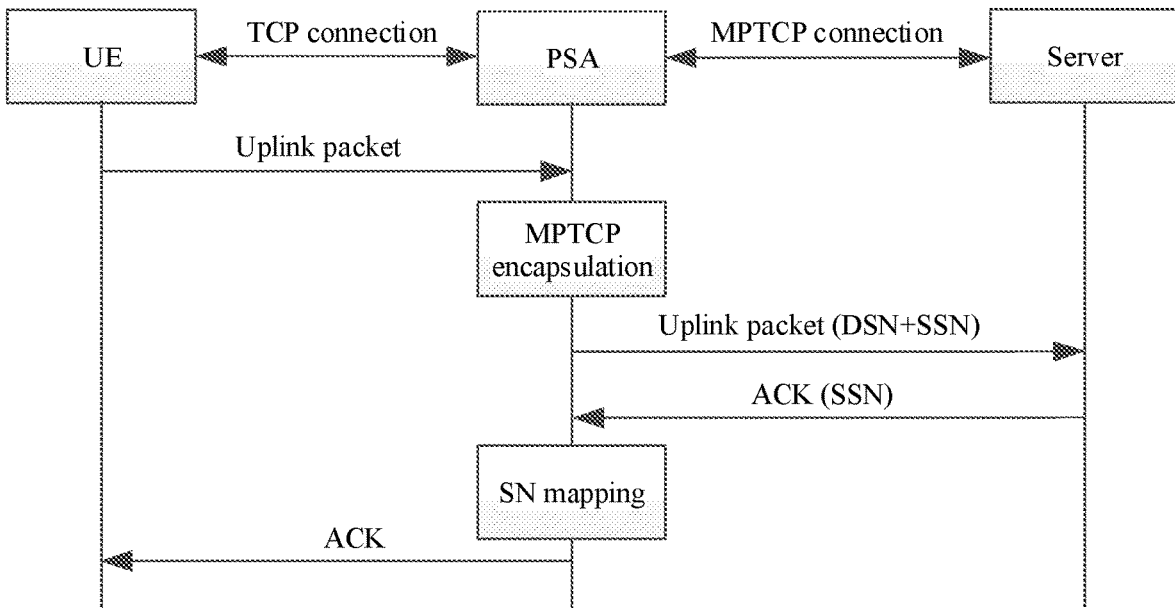 UE
TCP connection
PSA
MPTCP connection
Server
Uplink packet
MPTCP
encapsulation
Uplink packet (DSN+SSN)
ACK (SSN)
SN mapping
ACK